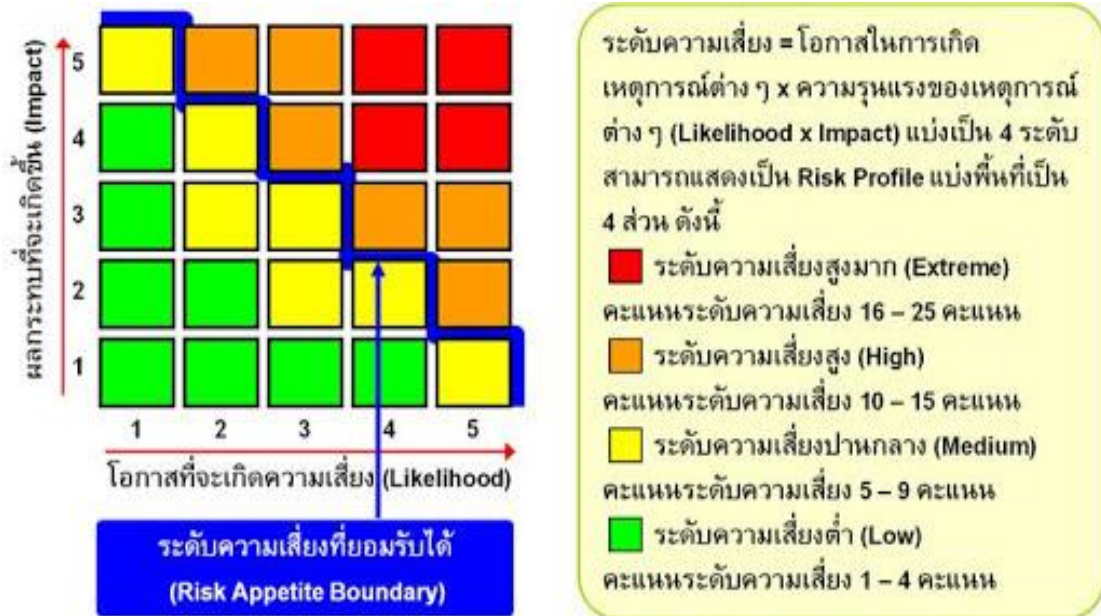 ผลกระทบที่จะเกิดขึ้น (Impact)
5
4
3
2
1
1 2 3 4 5
โอกาสที่จะเกิดความเสี่ยง (Likelihood)
ระดับความเสี่ยงที่ยอมรับได้
(Risk Appetite Boundary)
ระดับความเสี่ยง = โอกาสในการเกิด
เหตุการณ์ต่าง ๆ x ความรุนแรงของเหตุการณ์
ต่าง ๆ (Likelihood x Impact) แบ่งเป็น 4 ระดับ
สามารถแสดงเป็น Risk Profile แบ่งพื้นที่เป็น
4 ส่วน ดังนี้
ระดับความเสี่ยงสูงมาก (Extreme)
คะแนนระดับความเสี่ยง 16 – 25 คะแนน
ระดับความเสี่ยงสูง (High)
คะแนนระดับความเสี่ยง 10 – 15 คะแนน
ระดับความเสี่ยงปานกลาง (Medium)
คะแนนระดับความเสี่ยง 5 – 9 คะแนน
ระดับความเสี่ยงต่ำ (Low)
คะแนนระดับความเสี่ยง 1 – 4 คะแนน